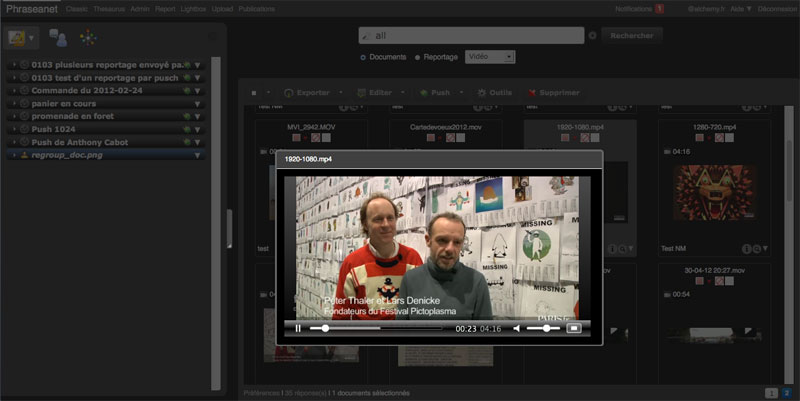 Phraseanet Classic Thesaurus Admin Report Lightbox Upload Publications Notifications 1 @alchemy.fr Aide Déconnexion
all Rechercher
Documents Reportage Vidéo
0103 plusieurs reportage envoyé pa..
0103 test d'un reportage par pusch
Commande du 2012-02-24
panier en cours
promenade en foret
Push 1024
Push de Anthony Cabot
regroup_doc.png
Exporter Editer Push Outils Supprimer
MVI_2942.MOV Cartedevoeux2012.mov 1920-1080.mp4 1280-720.mp4
04:16
1920-1080.mp4
MISSING
MISSING
MISSING
Peter Thaler et Lars Denicke
Fondateurs du Festival Pictoplasma
00:23 04:16
test
Test NM
30-04-12 20:27.mov
00:54
Préférences I 35 réponse(s) I 1 documents sélectionnés
1 2